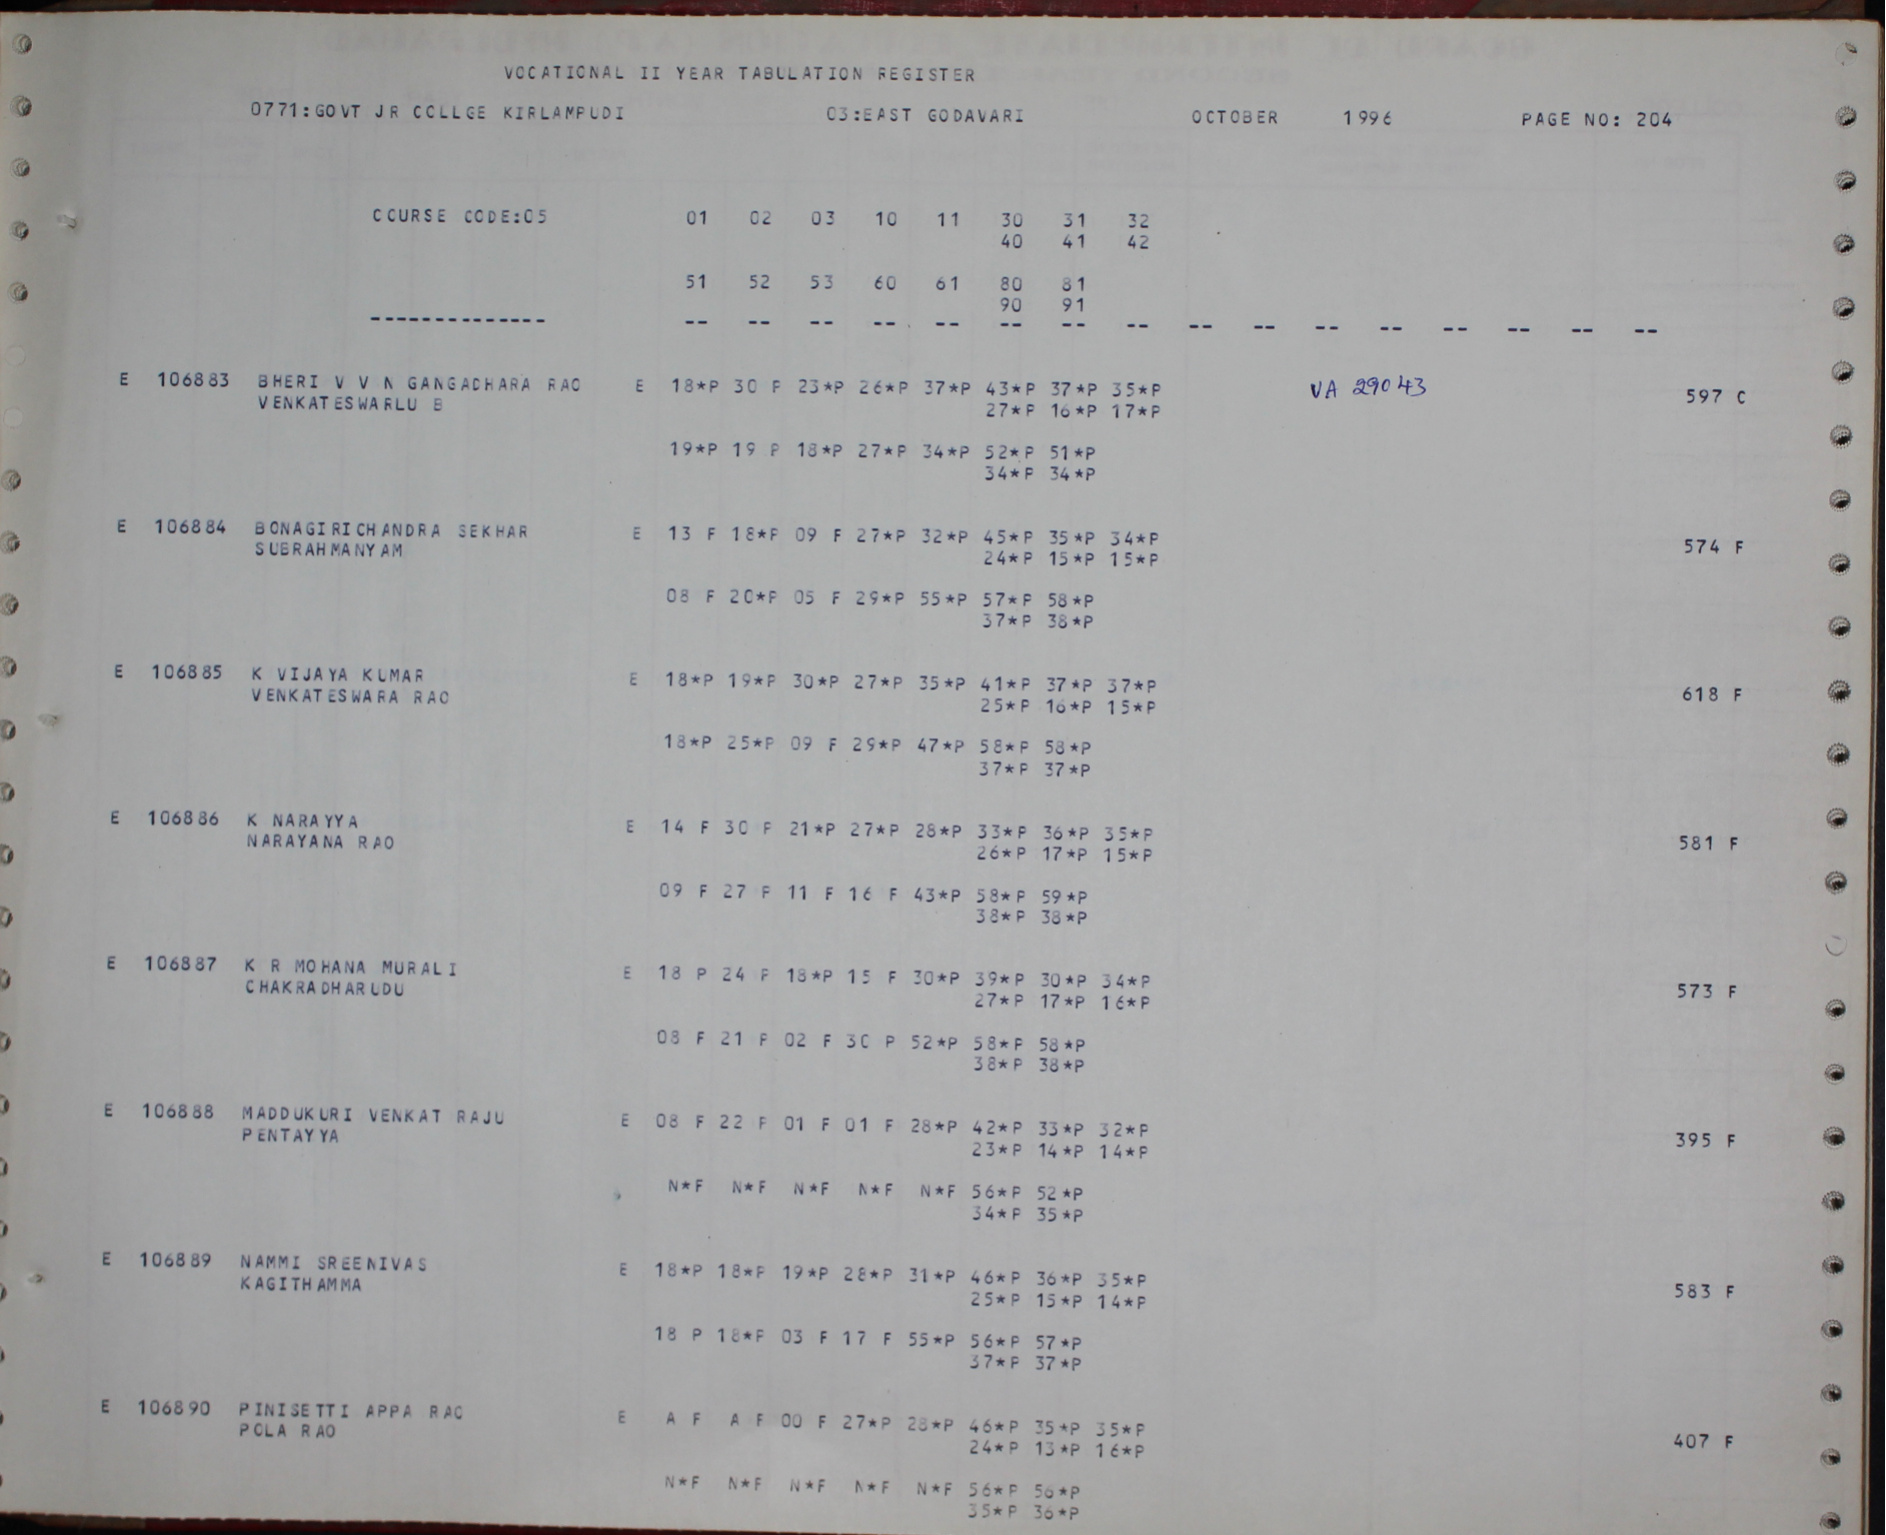 VOCATIONAL II YEAR TABULATION REGISTER
0771:GOVT JR COLLGE KIRLAMPUDI 03:EAST GODAVARI OCTOBER 1996 PAGE NO: 204
COURSE CODE:05 01 02 03 10 11 30 31 32
40 41 42
51 52 53 60 61 80 81
90 91
-------------- -- -- -- -- -- -- -- -- -- -- -- -- -- -- -- --
E 106883 BHERI V V N GANGADHARA RAO E 18*P 30 P 23*P 26*P 37*P 43*P 37*P 35*P VA 29043 597 C
VENKATESWARLU B 27*P 16*P 17*P
19*P 19 P 18*P 27*P 34*P 52*P 51*P
34*P 34*P
E 106884 BONAGIRICHANDRA SEKHAR E 13 F 18*P 09 F 27*P 32*P 45*P 35*P 34*P 574 F
SUBRAHMANYAM 24*P 15*P 15*P
08 F 20*P 05 F 29*P 55*P 57*P 58*P
37*P 38*P
E 106885 K VIJAYA KUMAR E 18*P 19*P 30*P 27*P 35*P 41*P 37*P 37*P 618 F
VENKATESWARA RAO 25*P 16*P 15*P
18*P 25*P 09 F 29*P 47*P 58*P 58*P
37*P 37*P
E 106886 K NARAYYA E 14 F 30 P 21*P 27*P 28*P 33*P 36*P 35*P 581 F
NARAYANA RAO 26*P 17*P 15*P
09 F 27 P 11 F 16 F 43*P 58*P 59*P
38*P 38*P
E 106887 K R MOHANA MURALI E 18 P 24 P 18*P 15 F 30*P 39*P 30*P 34*P 573 F
CHAKRADHARUDU 27*P 17*P 16*P
08 F 21 P 02 F 30 P 52*P 58*P 58*P
38*P 38*P
E 106888 MADDUKURI VENKAT RAJU E 08 F 22 P 01 F 01 F 28*P 42*P 33*P 32*P 395 F
PENTAYYA 23*P 14*P 14*P
N*F N*F N*F N*F N*F 56*P 52*P
34*P 35*P
E 106889 NAMMI SREENIVAS E 18*P 18*P 19*P 28*P 31*P 46*P 36*P 35*P 583 F
KAGITHAMMA 25*P 15*P 14*P
18 P 18*P 03 F 17 F 55*P 56*P 57*P
37*P 37*P
E 106890 PINISETTI APPA RAO E A F A F 00 F 27*P 28*P 46*P 35*P 35*P 407 F
POLA RAO 24*P 13*P 16*P
N*F N*F N*F N*F N*F 56*P 56*P
35*P 36*P